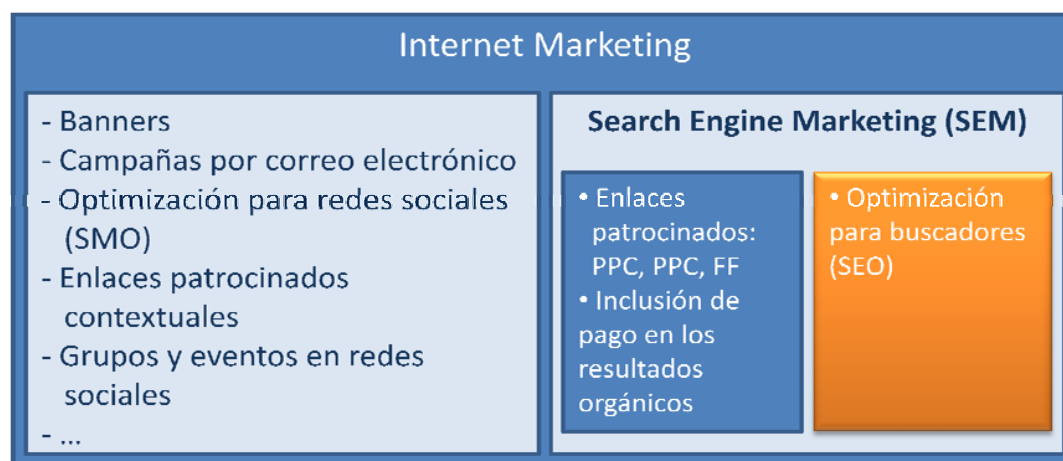 Internet Marketing
- Banners
- Campañas por correo electrónico
- Optimización para redes sociales
(SMO)
- Enlaces patrocinados
contextuales
- Grupos y eventos en redes
sociales
- ...
Search Engine Marketing (SEM)
• Enlaces
patrocinados:
PPC, PPC, FF
• Inclusión de
pago en los
resultados
orgánicos
• Optimización
para buscadores
(SEO)